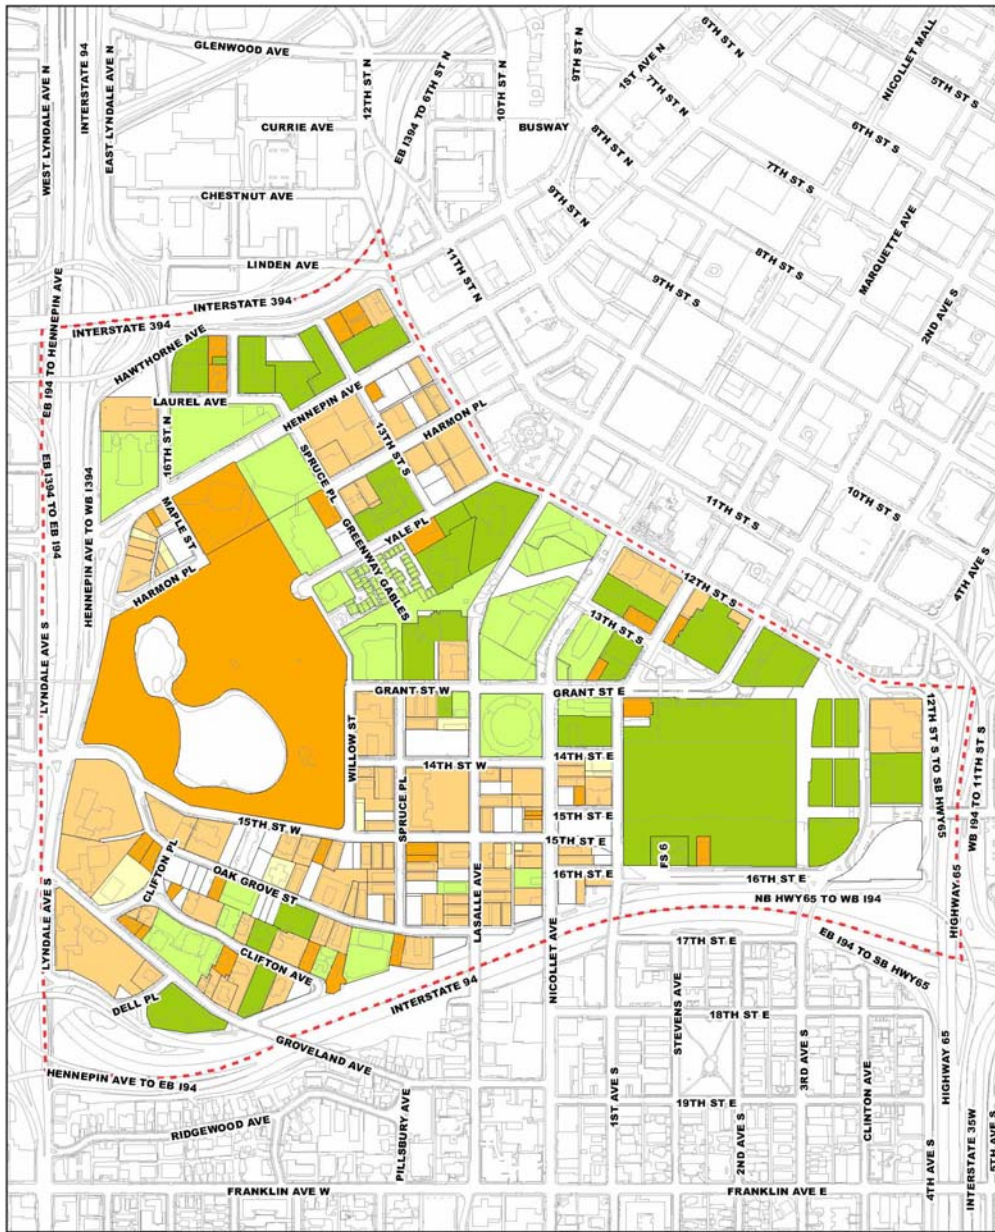 GLENWOOD AVE
WEST LYNDALE AVE N
INTERSTATE 94
EAST LYNDALE AVE N
12TH ST N
EB I394 TO 6TH ST N
10TH ST N
9TH ST N
1ST AVE N
6TH ST N
7TH ST N
NICOLLET MALL
5TH ST S
CURRIE AVE
BUSWAY
8TH ST N
6TH ST S
7TH ST S
CHESTNUT AVE
9TH ST N
MARQUETTE AVE
8TH ST S
LINDEN AVE
11TH ST N
9TH ST S
2ND AVE S
INTERSTATE 394
INTERSTATE 394
EB I94 TO HENNEPIN AVE
HAWTHORNE AVE
LAUREL AVE
HENNEPIN AVE
HARMON PL
16TH ST N
13TH ST S
SPRUCE PL
EB I394 TO EB I94
HENNEPIN AVE TO WB I394
MAPLE ST
YALE PL
GREENWAY GABLES
11TH ST S
10TH ST S
HARMON PL
12TH ST S
4TH AVE S
13TH ST S
LYNDALE AVE S
GRANT ST W
GRANT ST E
WILLOW ST
14TH ST W
14TH ST E
SPRUCE PL
12TH ST S TO SB HWY65
WB I94 TO 11TH ST S
15TH ST W
15TH ST E
15TH ST E
CLIFTON PL
OAK GROVE ST
LASALLE AVE
FS 6
16TH ST E
16TH ST E
NB HWY65 TO WB I94
HIGHWAY 65
LYNDALE AVE S
CLIFTON AVE
NICOLLET AVE
17TH ST E
EB I94 TO SB HWY65
DELL PL
INTERSTATE 94
STEVENS AVE
18TH ST E
GROVELAND AVE
HENNEPIN AVE TO EB I94
3RD AVE S
HIGHWAY 65
RIDGEWOOD AVE
PILLSBURY AVE
1ST AVE S
19TH ST E
2ND AVE S
CLINTON AVE
4TH AVE S
INTERSTATE 35W
5TH AVE S
FRANKLIN AVE W
FRANKLIN AVE E